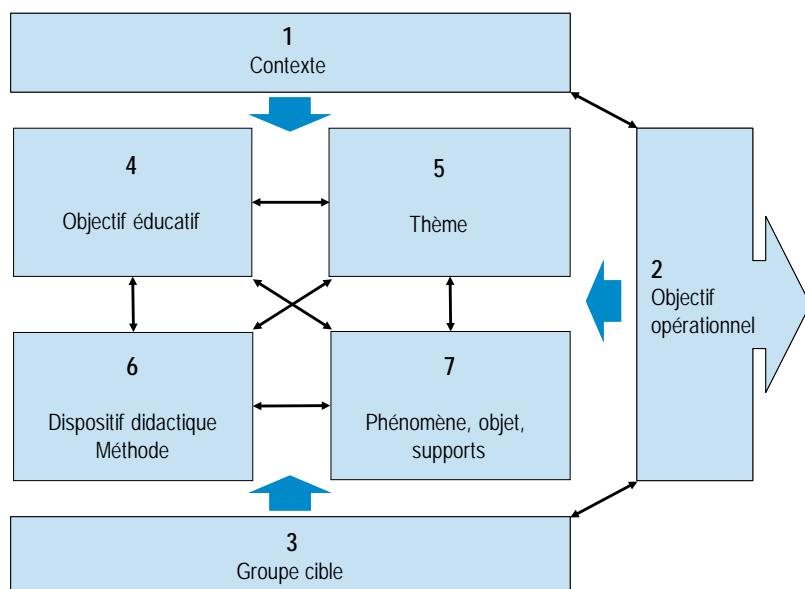 1
Contexte
4
Objectif éducatif
5
Thème
2
Objectif
opérationnel
6
Dispositif didactique
Méthode
7
Phénomène, objet,
supports
3
Groupe cible